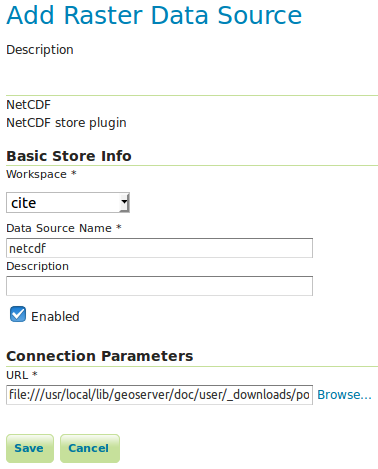 Add Raster Data Source
Description
NetCDF
NetCDF store plugin
Basic Store Info
Workspace *
cite
Data Source Name *
netcdf
Description
Enabled
Connection Parameters
URL *
file:///usr/local/lib/geoserver/doc/user/_downloads/po Browse...
Save Cancel